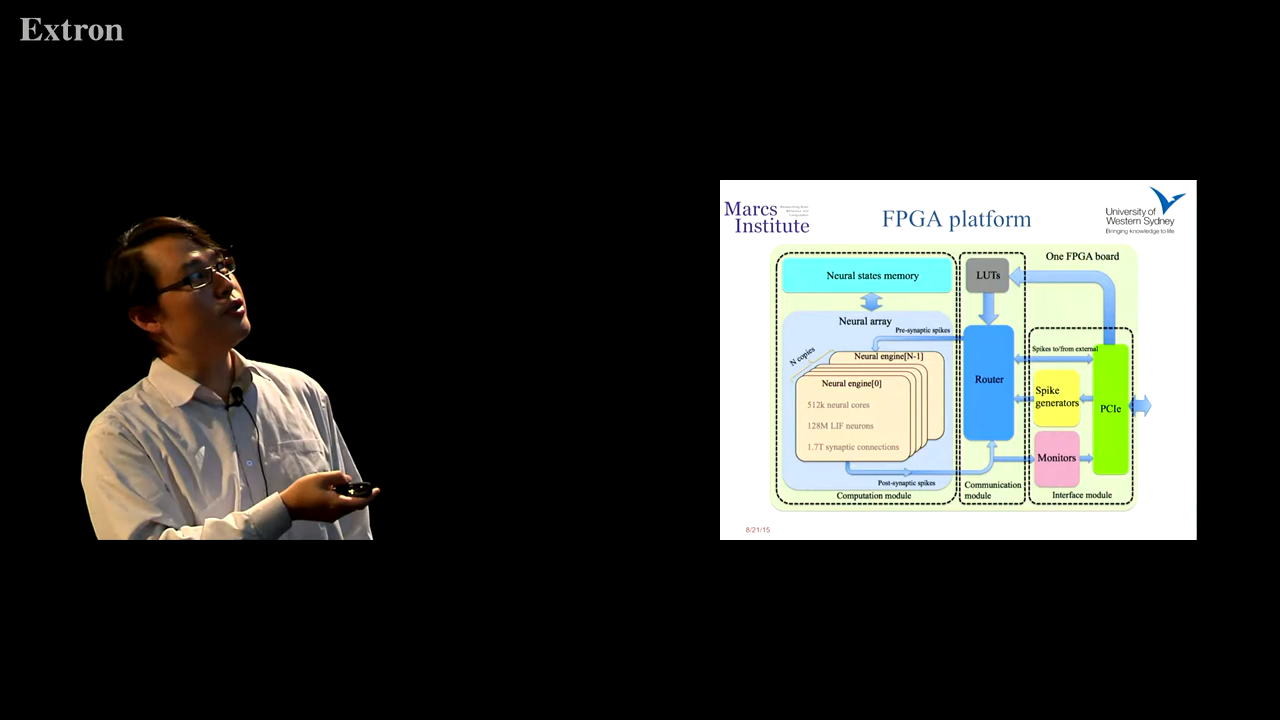 Extron
Marcs
Institute
FPGA platform
University of
Western Sydney
Bringing knowledge to life
One FPGA board
Neural states memory
LUTs
Neural array
Pre-synaptic spikes
N copies
Neural engine[N-1]
Neural engine[0]
512k neural cores
128M LIF neurons
1.7T synaptic connections
Post-synaptic spikes
Computation module
Router
Communication
module
Spikes to/from external
Spike
generators
PCIe
Monitors
Interface module
8/21/15